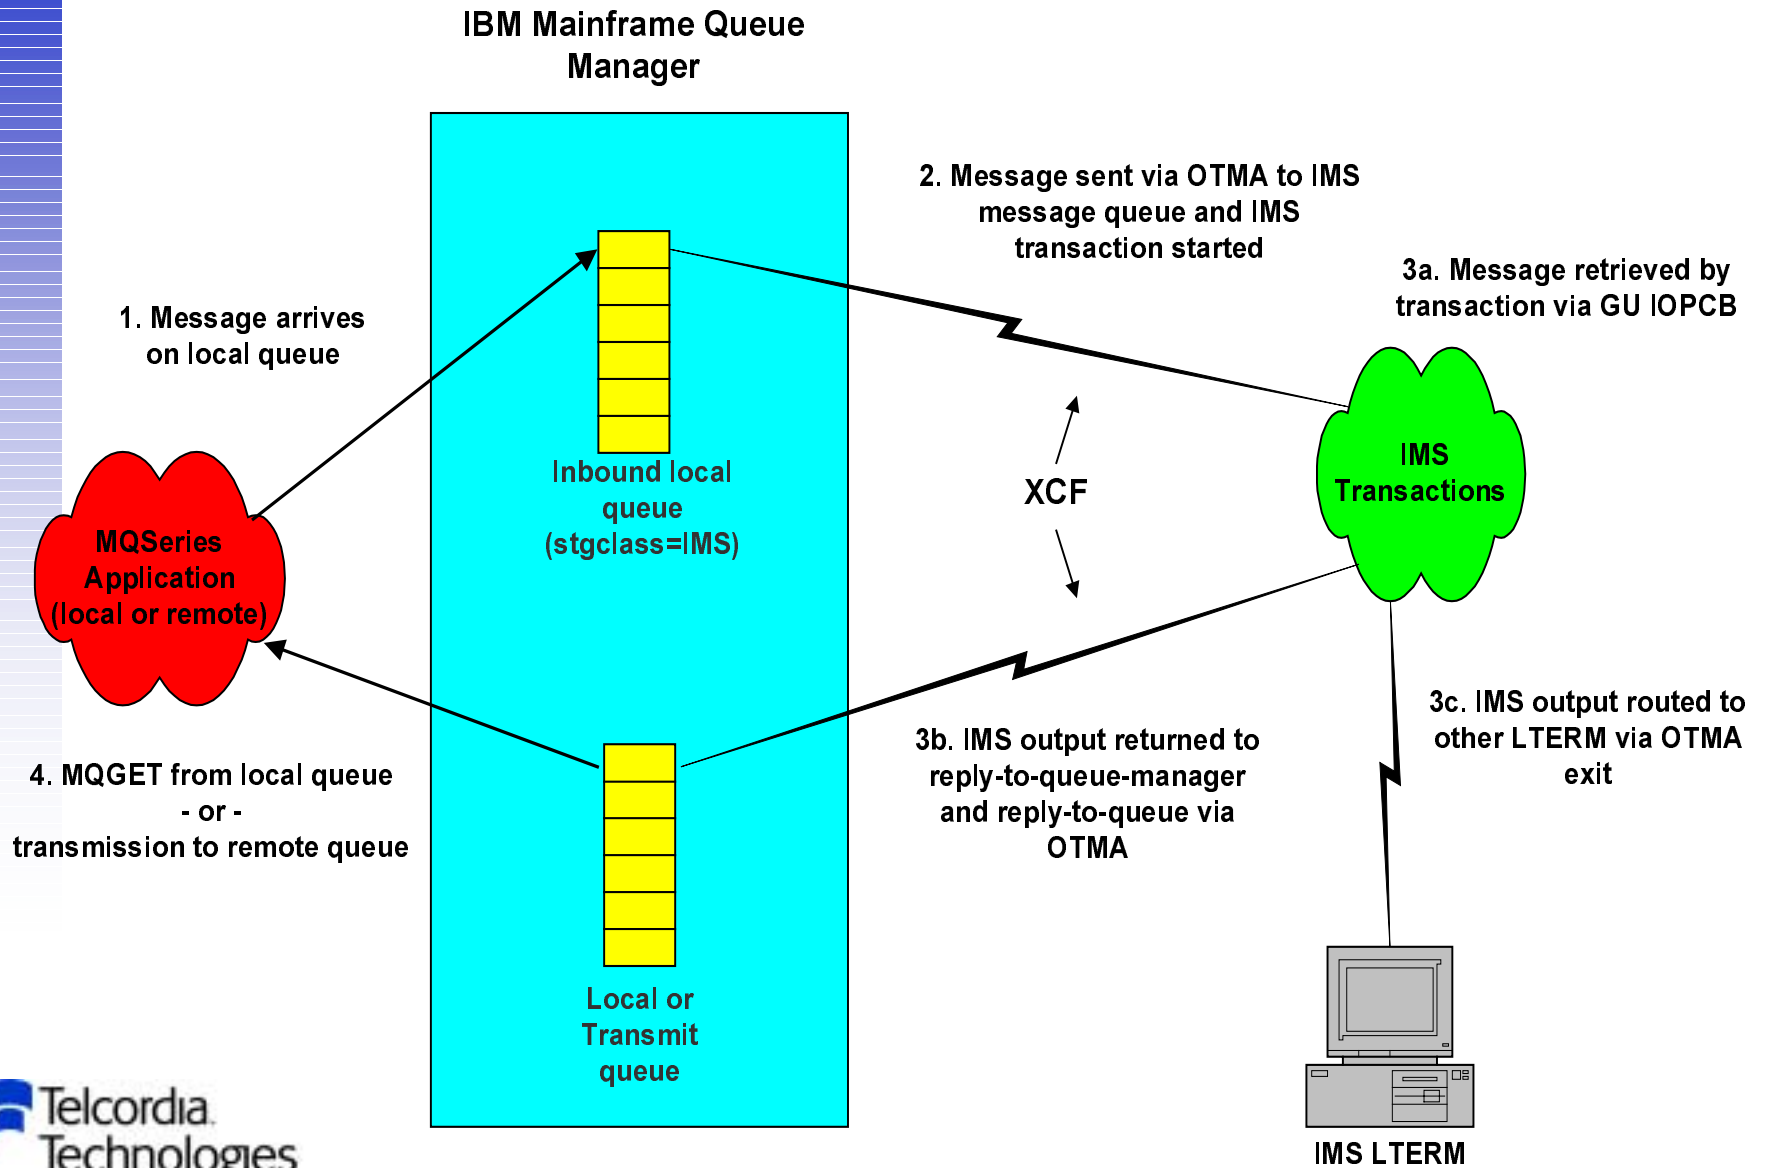 IBM Mainframe Queue
Manager
2. Message sent via OTMA to IMS
message queue and IMS
transaction started
3a. Message retrieved by
transaction via GU IOPCB
1. Message arrives
on local queue
Inbound local
queue
(stgclass=IMS)
XCF
IMS
Transactions
MQSeries
Application
(local or remote)
3c. IMS output routed to
other LTERM via OTMA
exit
3b. IMS output returned to
reply-to-queue-manager
and reply-to-queue via
OTMA
4. MQGET from local queue
- or -
transmission to remote queue
Local or
Transmit
queue
Telcordia
Technologies
IMS LTERM